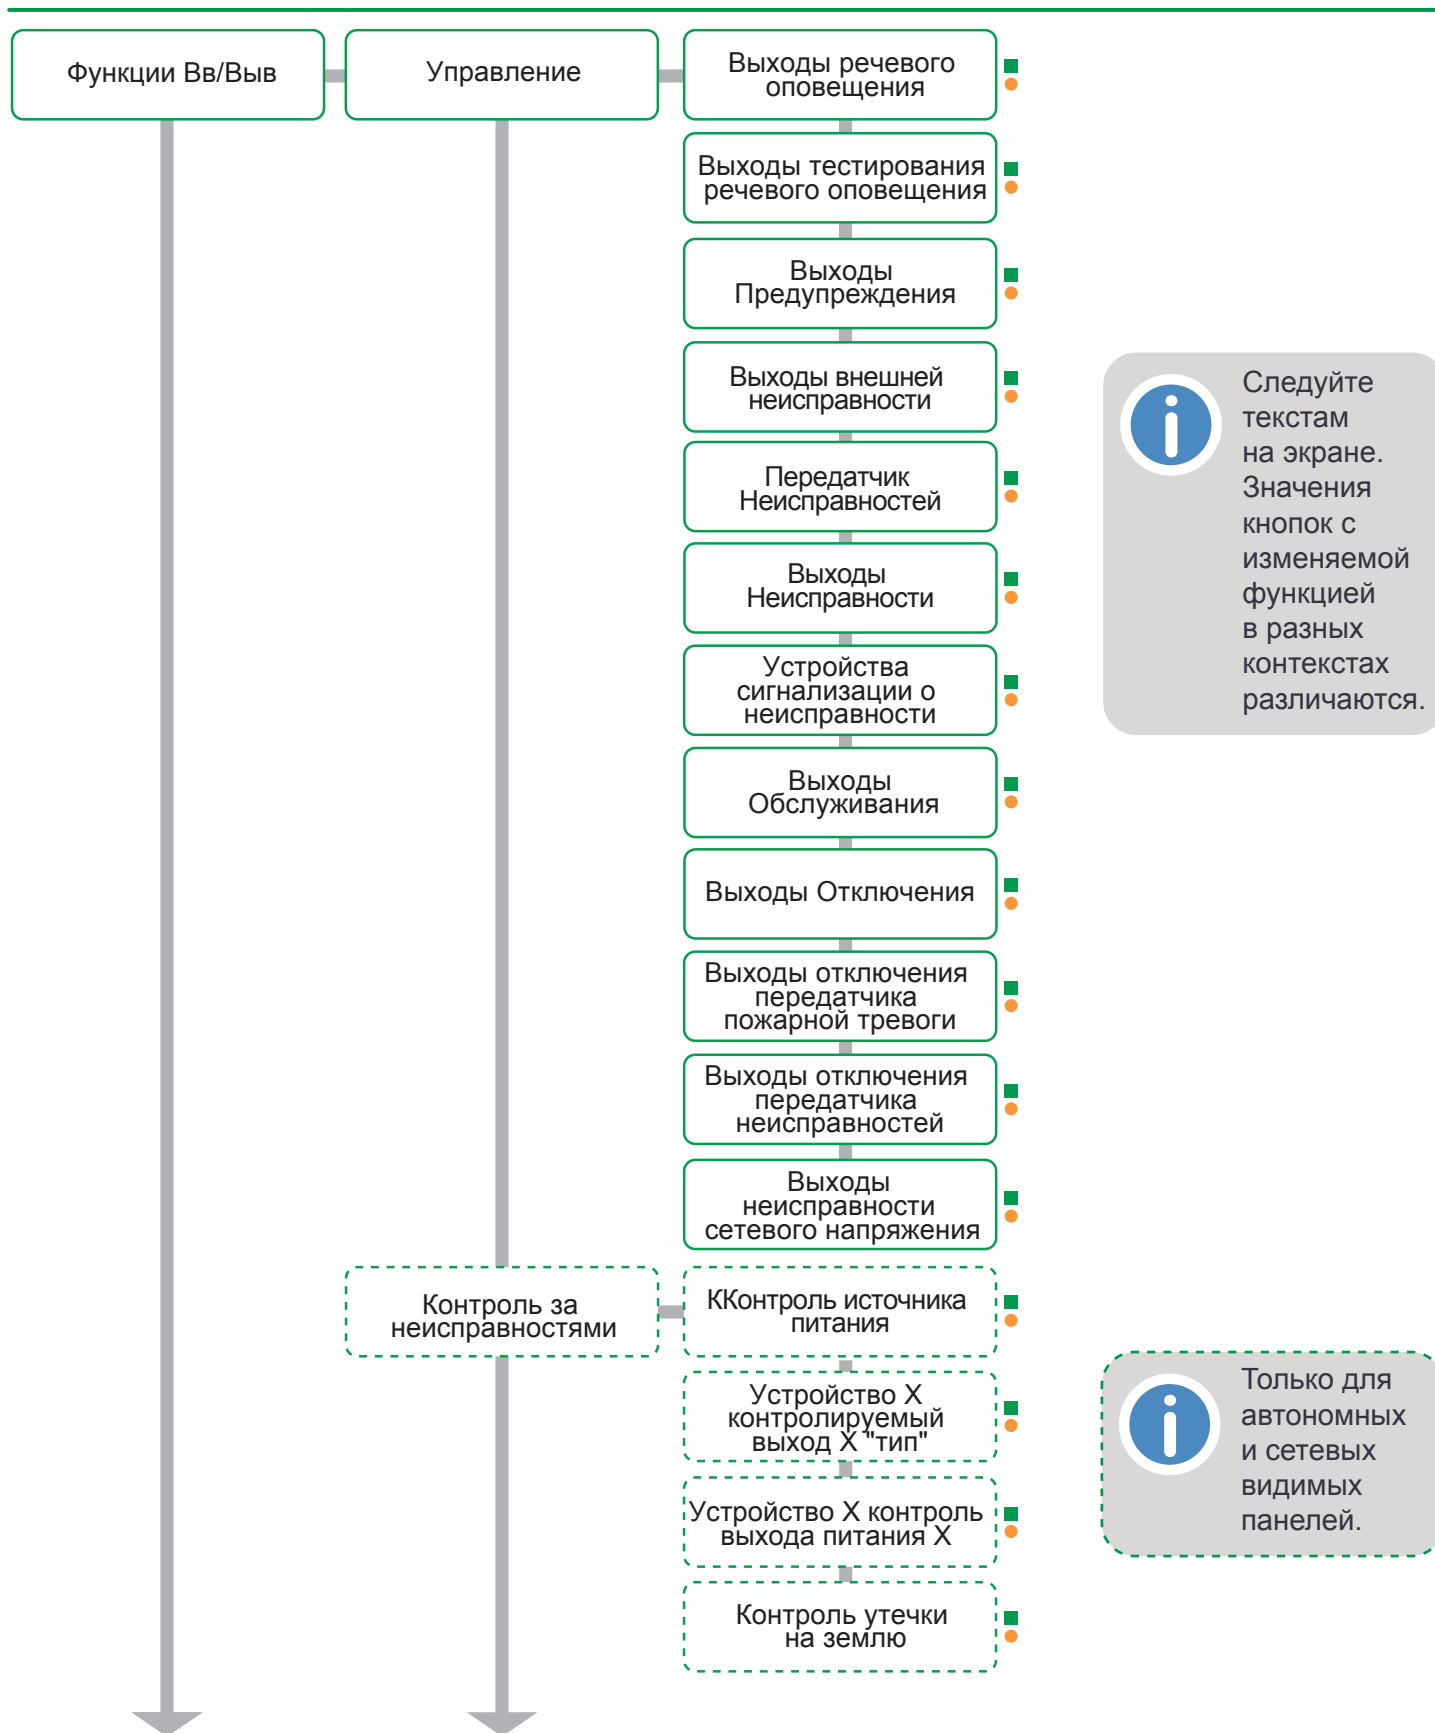 Функции Вв/Выв
Управление
Выходы речевого
оповещения
Выходы тестирования
речевого оповещения
Выходы
Предупреждения
Выходы внешней
неисправности
Передатчик
Неисправностей
Выходы
Неисправности
Устройства
сигнализации о
неисправности
Выходы
Обслуживания
Выходы Отключения
Выходы отключения
передатчика
пожарной тревоги
Выходы отключения
передатчика
неисправностей
Выходы
неисправности
сетевого напряжения
Контроль за
неисправностями
ККонтроль источника
питания
Устройство X
контролируемый
выход X "тип"
Устройство X контроль
выхода питания X
Контроль утечки
на землю
Следуйте
текстам
на экране.
Значения
кнопок с
изменяемой
функцией
в разных
контекстах
различаются.
Только для
автономных
и сетевых
видимых
панелей.